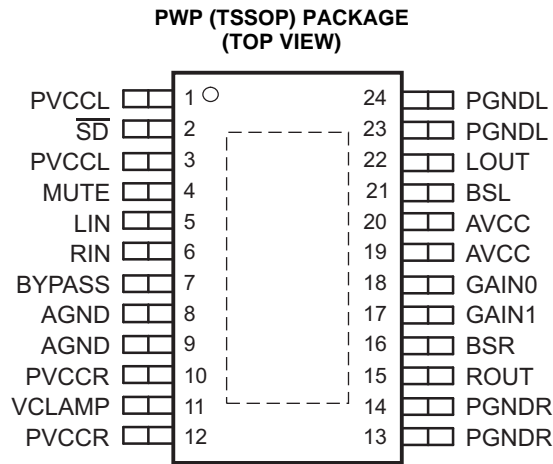 PWP (TSSOP) PACKAGE
(TOP VIEW)
PVCCL 1 24 PGNDL
SD 2 23 PGNDL
PVCCL 3 22 LOUT
MUTE 4 21 BSL
LIN 5 20 AVCC
RIN 6 19 AVCC
BYPASS 7 18 GAIN0
AGND 8 17 GAIN1
AGND 9 16 BSR
PVCCR 10 15 ROUT
VCLAMP 11 14 PGNDR
PVCCR 12 13 PGNDR